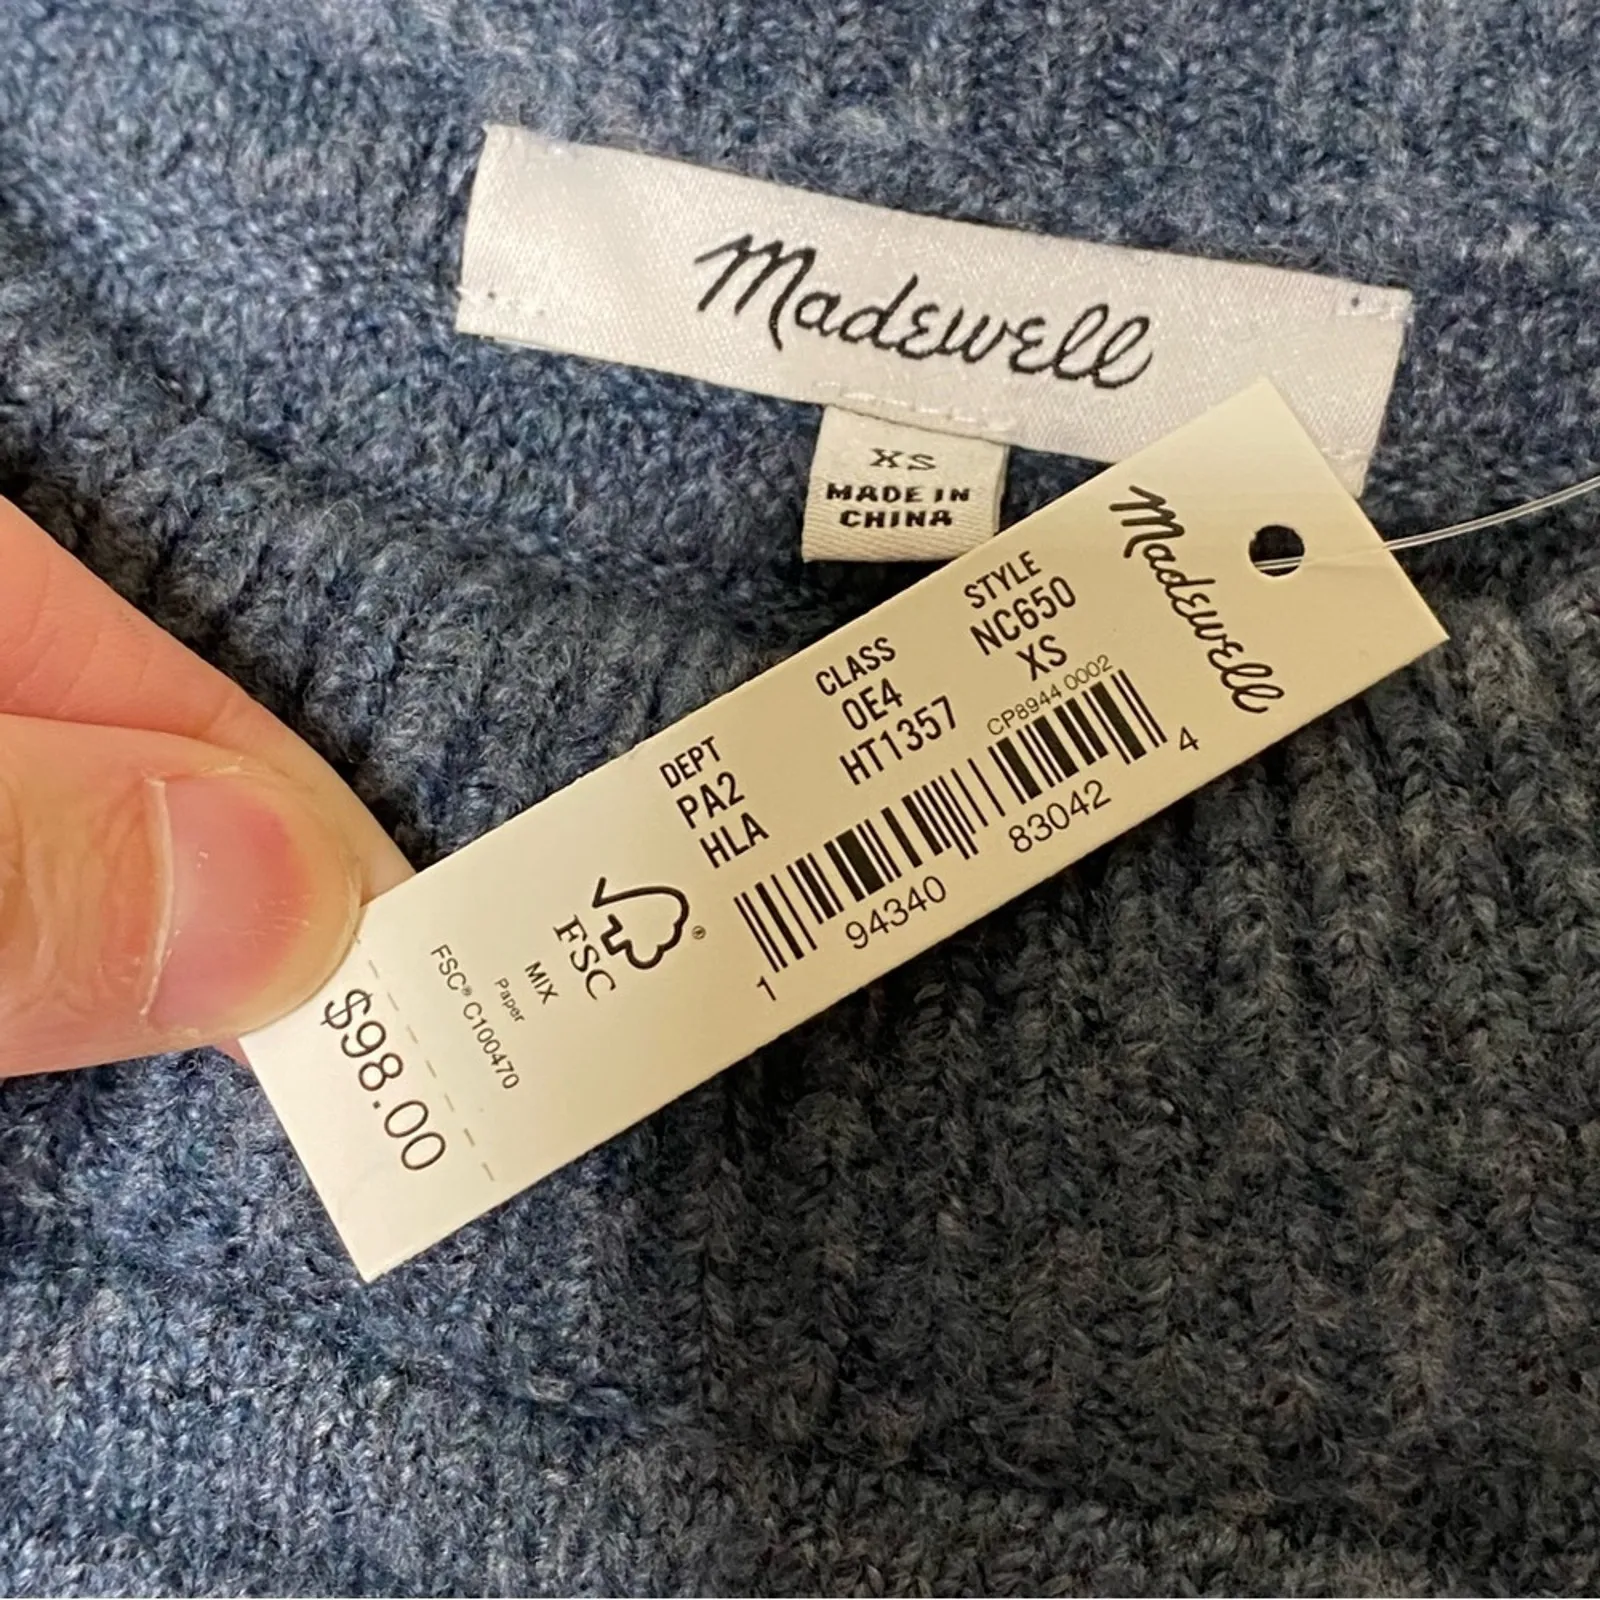 Madewell
XS
MADE IN
CHINA
Madewell
STYLE
NC650
XS
CP8944 0002
CLASS
0E4
HT1357
DEPT
PA2
HLA
1 94340 83042 4
FSC®
MIX
Paper
FSC® C100470
$98.00